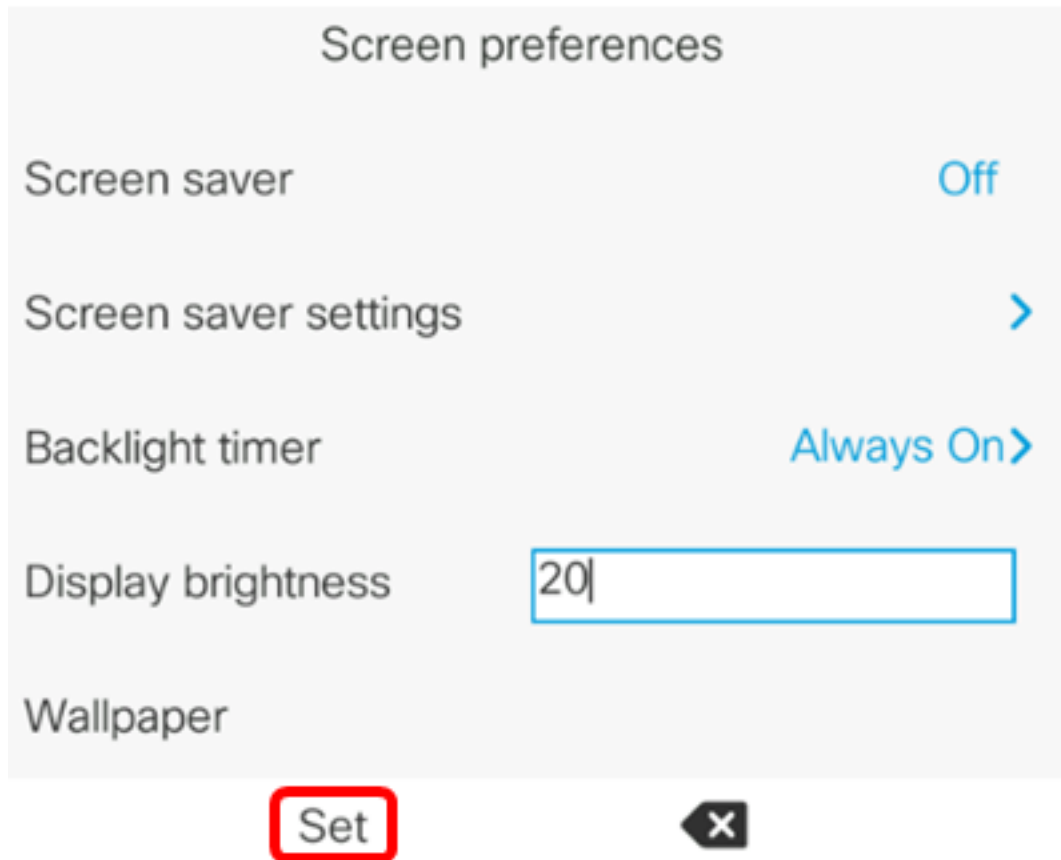 Screen preferences
Screen saver Off
Screen saver settings
Backlight timer Always On
Display brightness 20
Wallpaper
Set